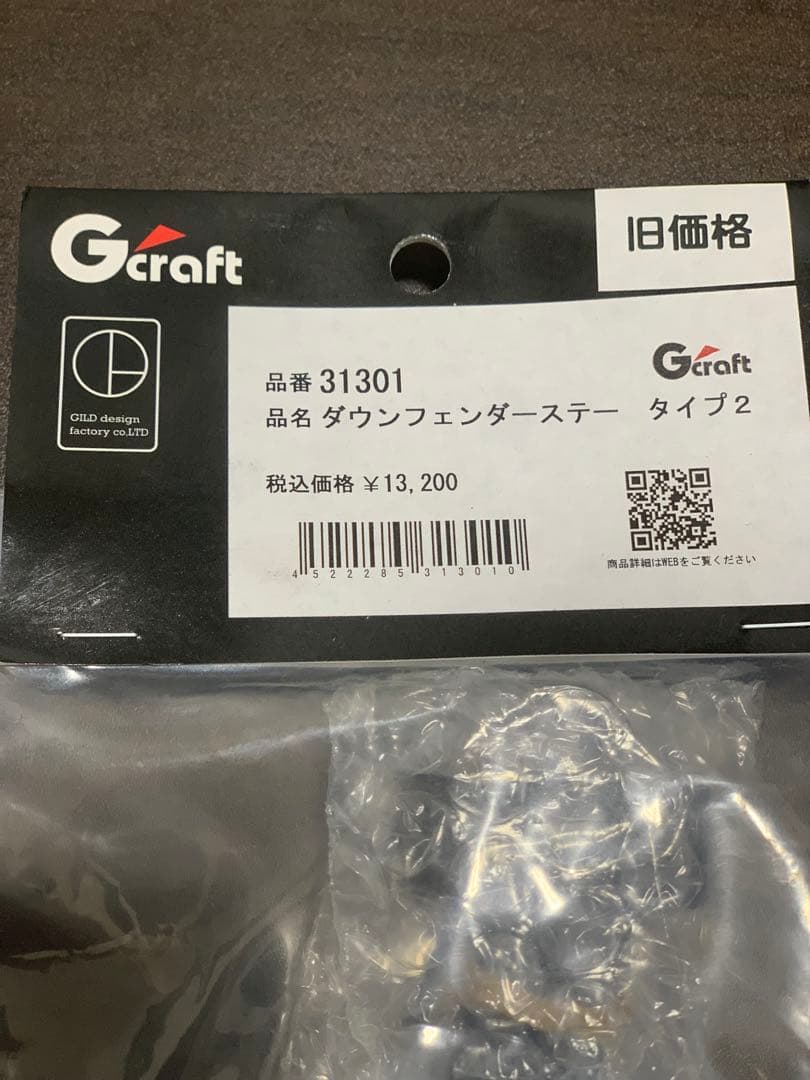 Gcraft
旧価格
GILD design
factory co,LTD
Gcraft
品番 31301
品名 ダウンフェンダーステー タイプ2
税込価格 ¥13,200
4522285313010
商品詳細はWEBをご覧ください